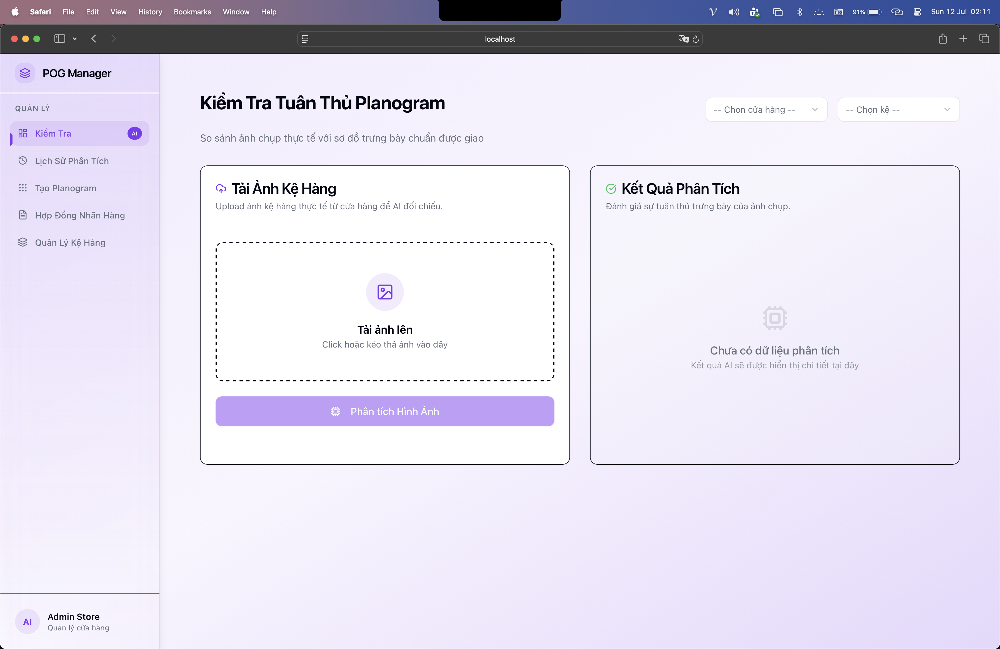 Safari File Edit View History Bookmarks Window Help
91% Sun 12 Jul 02:11
localhost
POG Manager
QUẢN LÝ
Kiểm Tra AI
Lịch Sử Phân Tích
Tạo Planogram
Hợp Đồng Nhãn Hàng
Quản Lý Kệ Hàng
AI
Admin Store
Quản lý cửa hàng
Kiểm Tra Tuân Thủ Planogram
So sánh ảnh chụp thực tế với sơ đồ trưng bày chuẩn được giao
-- Chọn cửa hàng --
-- Chọn kệ --
Tải Ảnh Kệ Hàng
Upload ảnh kệ hàng thực tế từ cửa hàng để AI đối chiếu.
Tải ảnh lên
Click hoặc kéo thả ảnh vào đây
Phân tích Hình Ảnh
Kết Quả Phân Tích
Đánh giá sự tuân thủ trưng bày của ảnh chụp.
Chưa có dữ liệu phân tích
Kết quả AI sẽ được hiển thị chi tiết tại đây